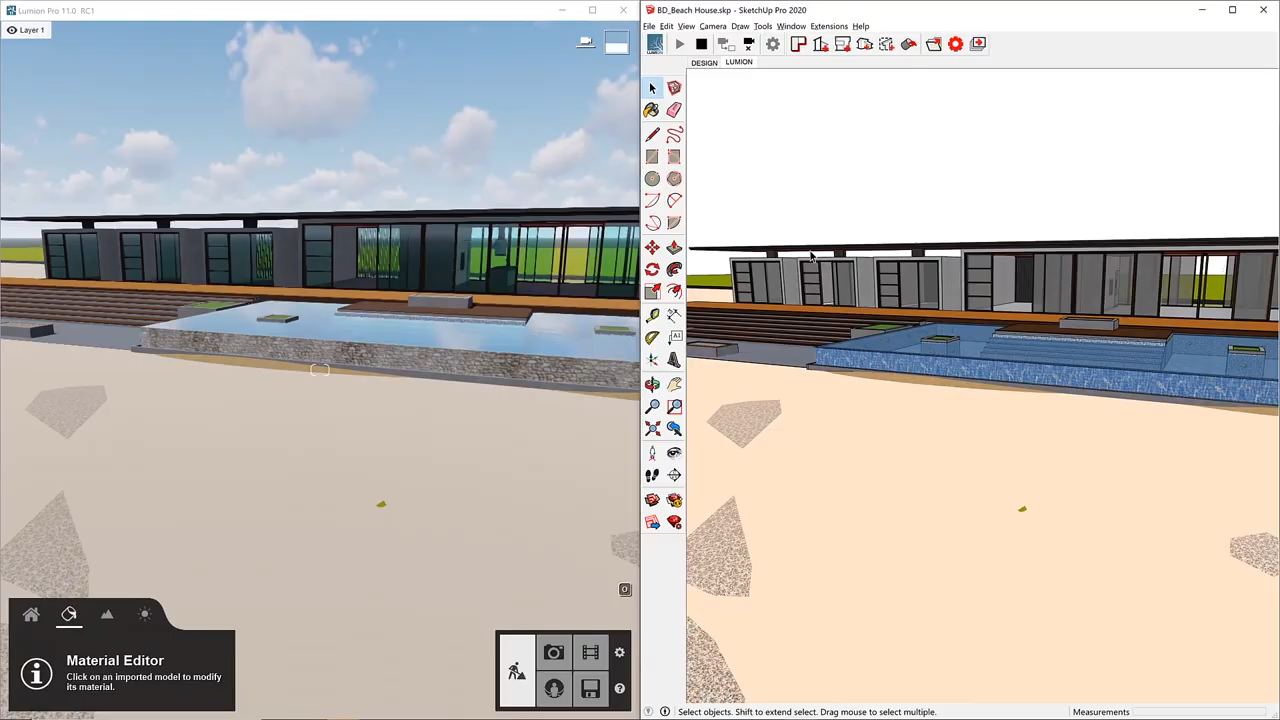 Lumion Pro 11.0 RC1
Layer 1
BD_Beach House.skp - SketchUp Pro 2020
File Edit View Camera Draw Tools Window Extensions Help
LUMION
DESIGN LUMION
A1
O
Material Editor
Click on an imported model to modify
its material.
Select objects. Shift to extend select. Drag mouse to select multiple.
Measurements